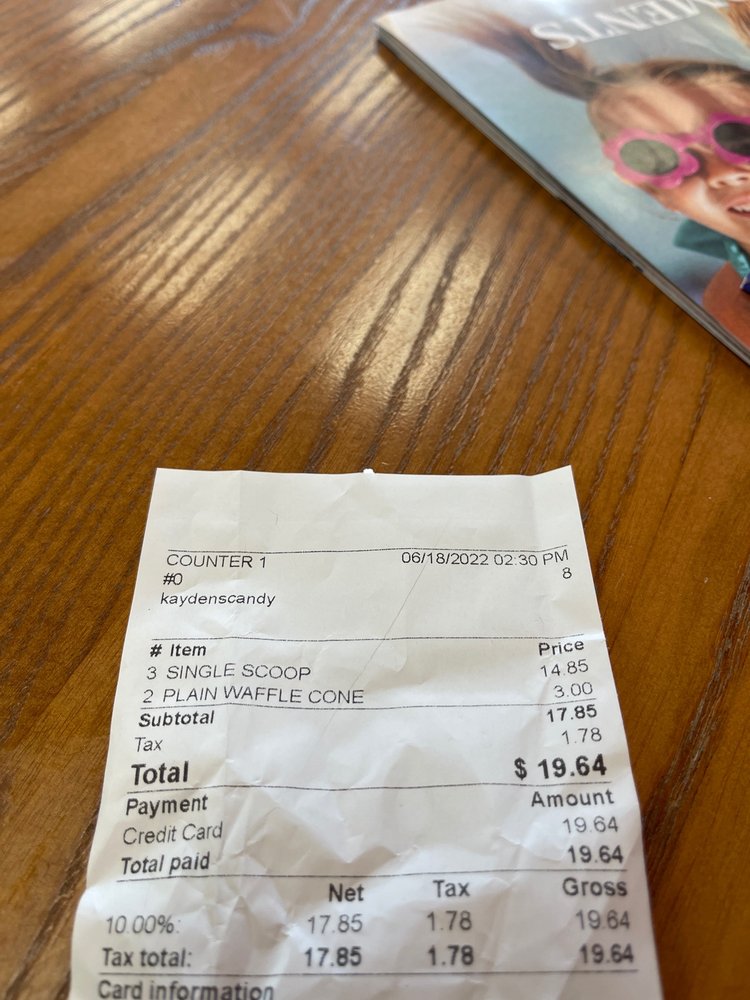 MENTS
COUNTER 1 06/18/2022 02:30 PM
#0 8
kaydenscandy
# Item Price
3 SINGLE SCOOP 14.85
2 PLAIN WAFFLE CONE 3.00
Subtotal 17.85
Tax 1.78
Total $ 19.64
Payment Amount
Credit Card 19.64
Total paid 19.64
Net Tax Gross
10.00%: 17.85 1.78 19.64
Tax total: 17.85 1.78 19.64
Card information